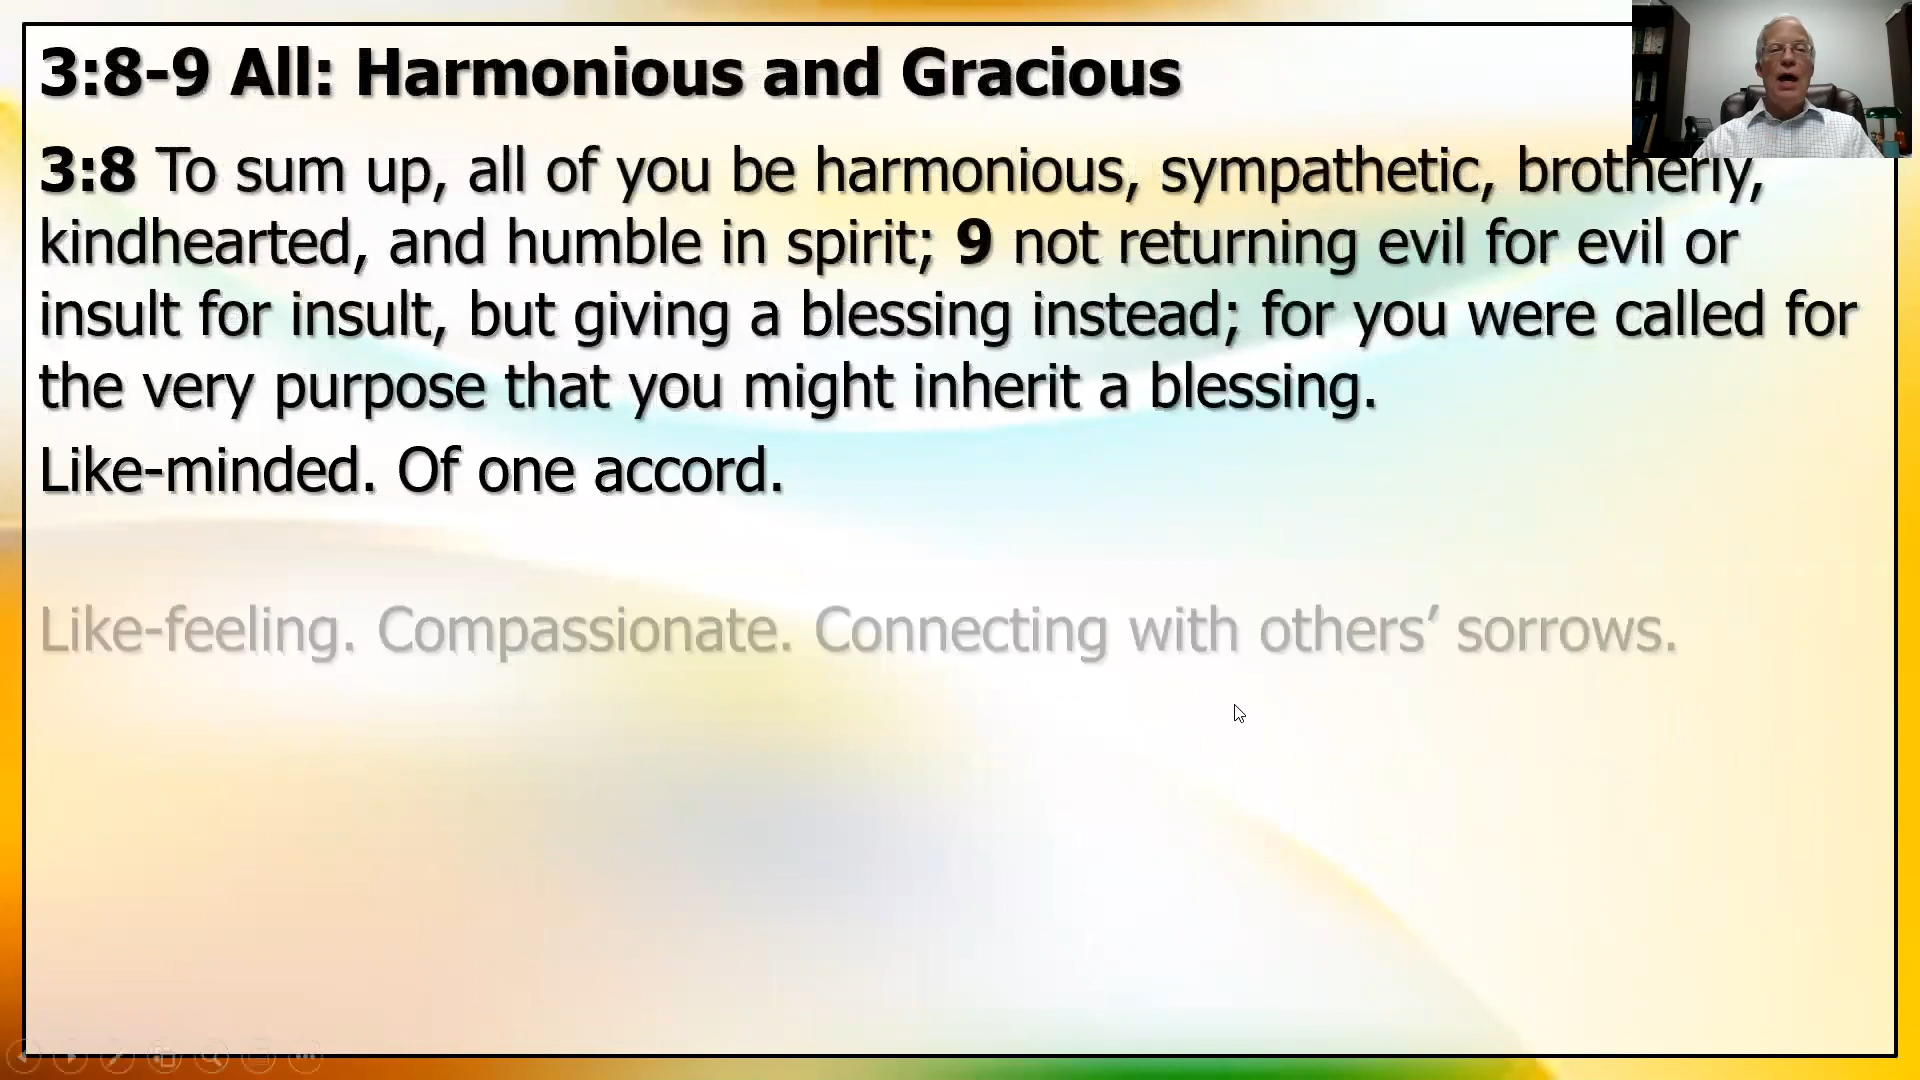 3:8-9 All: Harmonious and Gracious
3:8 To sum up, all of you be harmonious, sympathetic, brotherly,
kindhearted, and humble in spirit; 9 not returning evil for evil or
insult for insult, but giving a blessing instead; for you were called for
the very purpose that you might inherit a blessing.
Like-minded. Of one accord.
Like-feeling. Compassionate. Connecting with others’ sorrows.